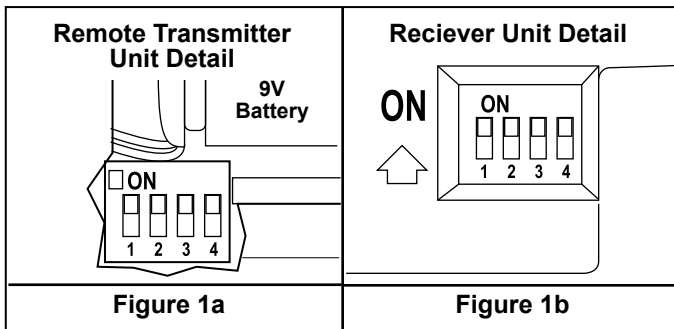 Remote Transmitter
Unit Detail
9V
Battery
ON
1 2 3 4
Figure 1a
Reciever Unit Detail
ON
ON
1 2 3 4
Figure 1b